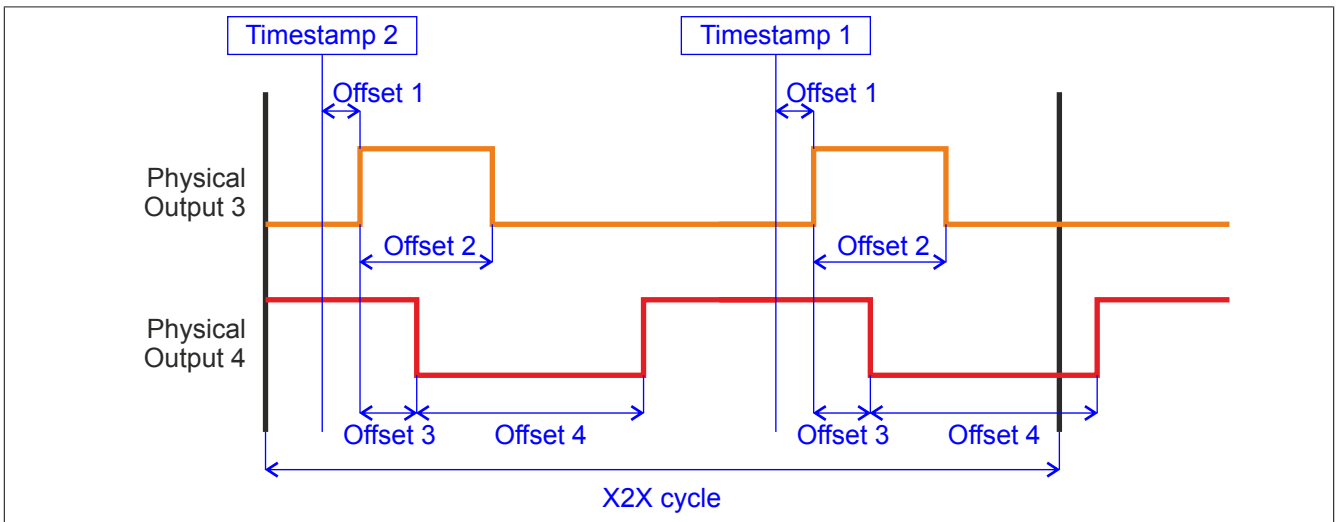 Timestamp 2
Timestamp 1
Offset 1
Offset 1
Physical
Output 3
Offset 2
Offset 2
Physical
Output 4
Offset 3
Offset 4
Offset 3
Offset 4
X2X cycle